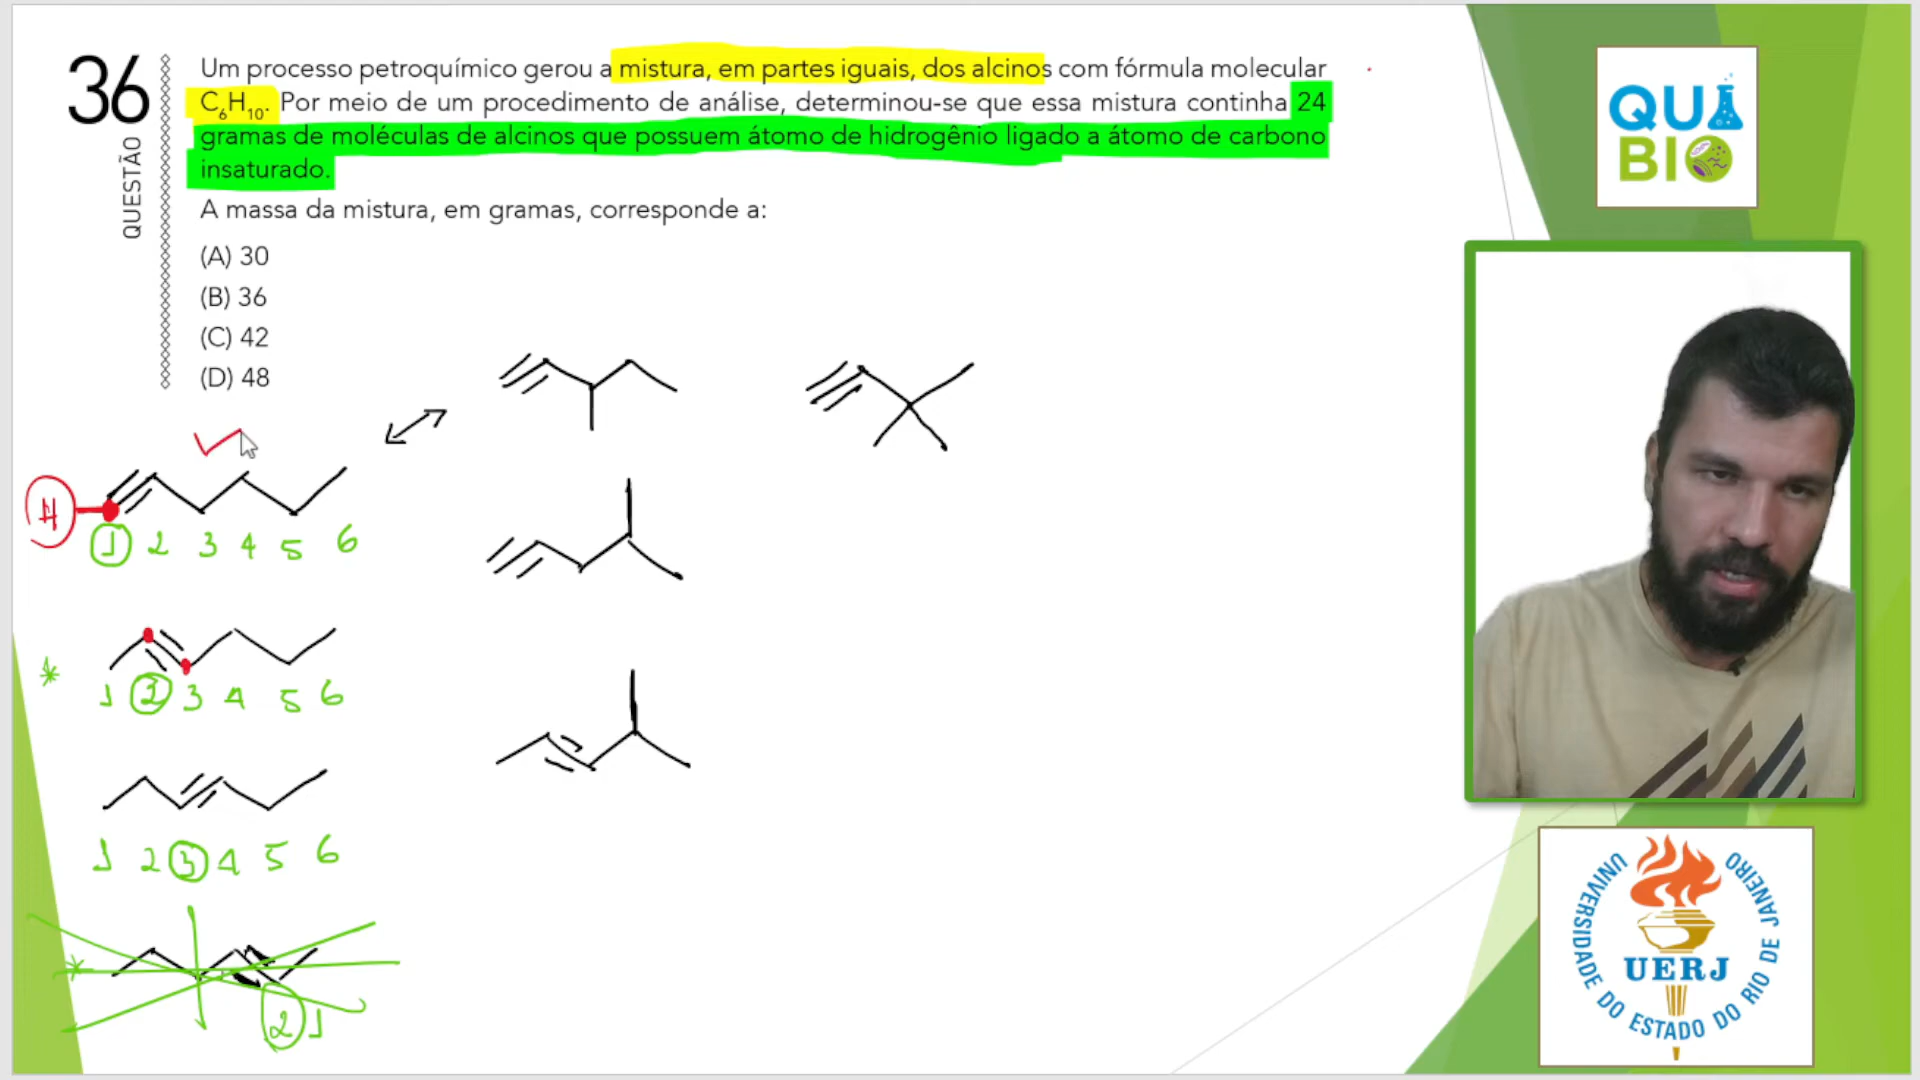 36
QUESTÃO
Um processo petroquímico gerou a mistura, em partes iguais, dos alcinos com fórmula molecular
C₆H₁₀. Por meio de um procedimento de análise, determinou-se que essa mistura continha 24
gramas de moléculas de alcinos que possuem átomo de hidrogênio ligado a átomo de carbono
insaturado.
A massa da mistura, em gramas, corresponde a:
(A) 30
(B) 36
(C) 42
(D) 48
H
1 2 3 4 5 6
* 1 2 3 4 5 6
1 2 3 4 5 6
*
2 1
QUI
BIO
UNIVERSIDADE DO ESTADO DO RIO DE JANEIRO
UERJ